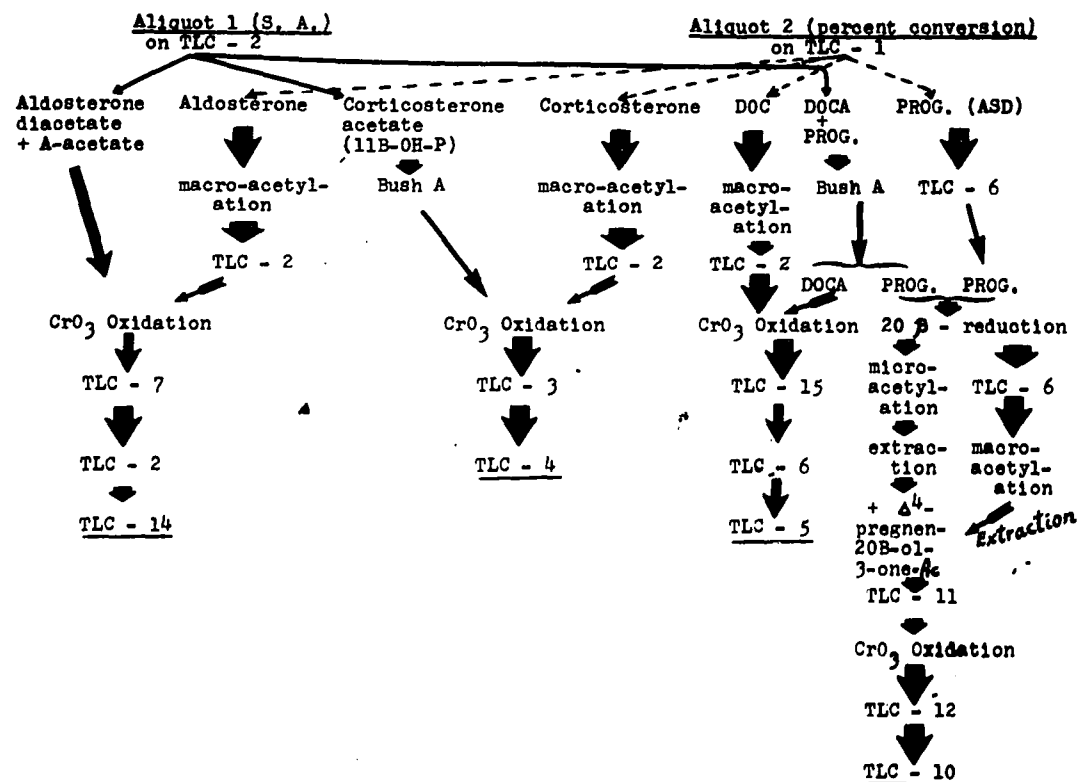 Aliquot 1 (S. A.)
on TLC - 2
Aliquot 2 (percent conversion)
on TLC - 1
Aldosterone
diacetate
+ A-acetate
Aldosterone
Corticosterone
acetate
(11B-OH-P)
Corticosterone
DOC
DOCA
+
PROG.
PROG. (ASD)
macro-acetyl-
ation
Bush A
macro-acetyl-
ation
macro-
acetyl-
ation
Bush A
TLC - 6
TLC - 2
TLC - 2
TLC - 2
DOCA
PROG.
PROG.
CrO3 Oxidation
CrO3 Oxidation
CrO3 Oxidation
20 β - reduction
TLC - 7
TLC - 3
TLC - 15
micro-
acetyl-
ation
TLC - 6
TLC - 2
TLC - 4
TLC - 6
extrac-
tion
macro-
acetyl-
ation
TLC - 14
TLC - 5
+ Δ4-
pregnen-
20B-ol-
3-one-Ac
Extraction
TLC - 11
CrO3 Oxidation
TLC - 12
TLC - 10